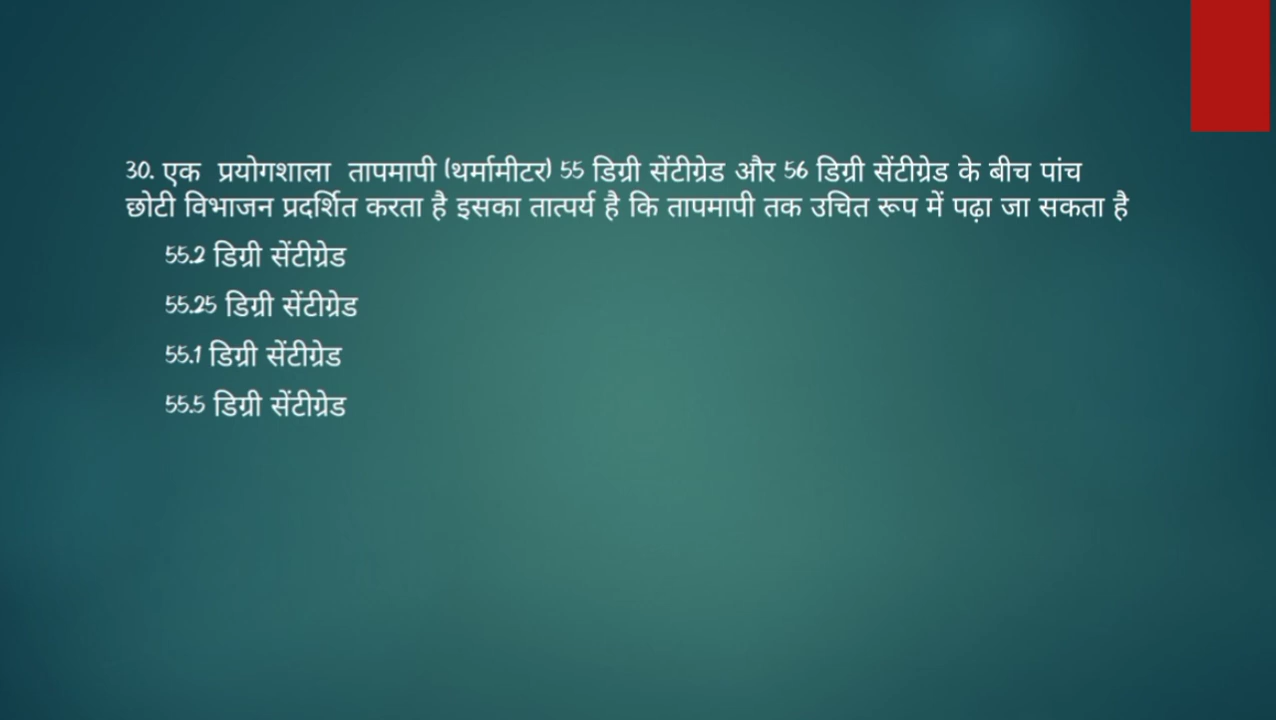 30. एक प्रयोगशाला तापमापी (थर्मामीटर) 55 डिग्री सेंटीग्रेड और 56 डिग्री सेंटीग्रेड के बीच पांच
छोटी विभाजन प्रदर्शित करता है इसका तात्पर्य है कि तापमापी तक उचित रूप में पढ़ा जा सकता है
55.2 डिग्री सेंटीग्रेड
55.25 डिग्री सेंटीग्रेड
55.1 डिग्री सेंटीग्रेड
55.5 डिग्री सेंटीग्रेड